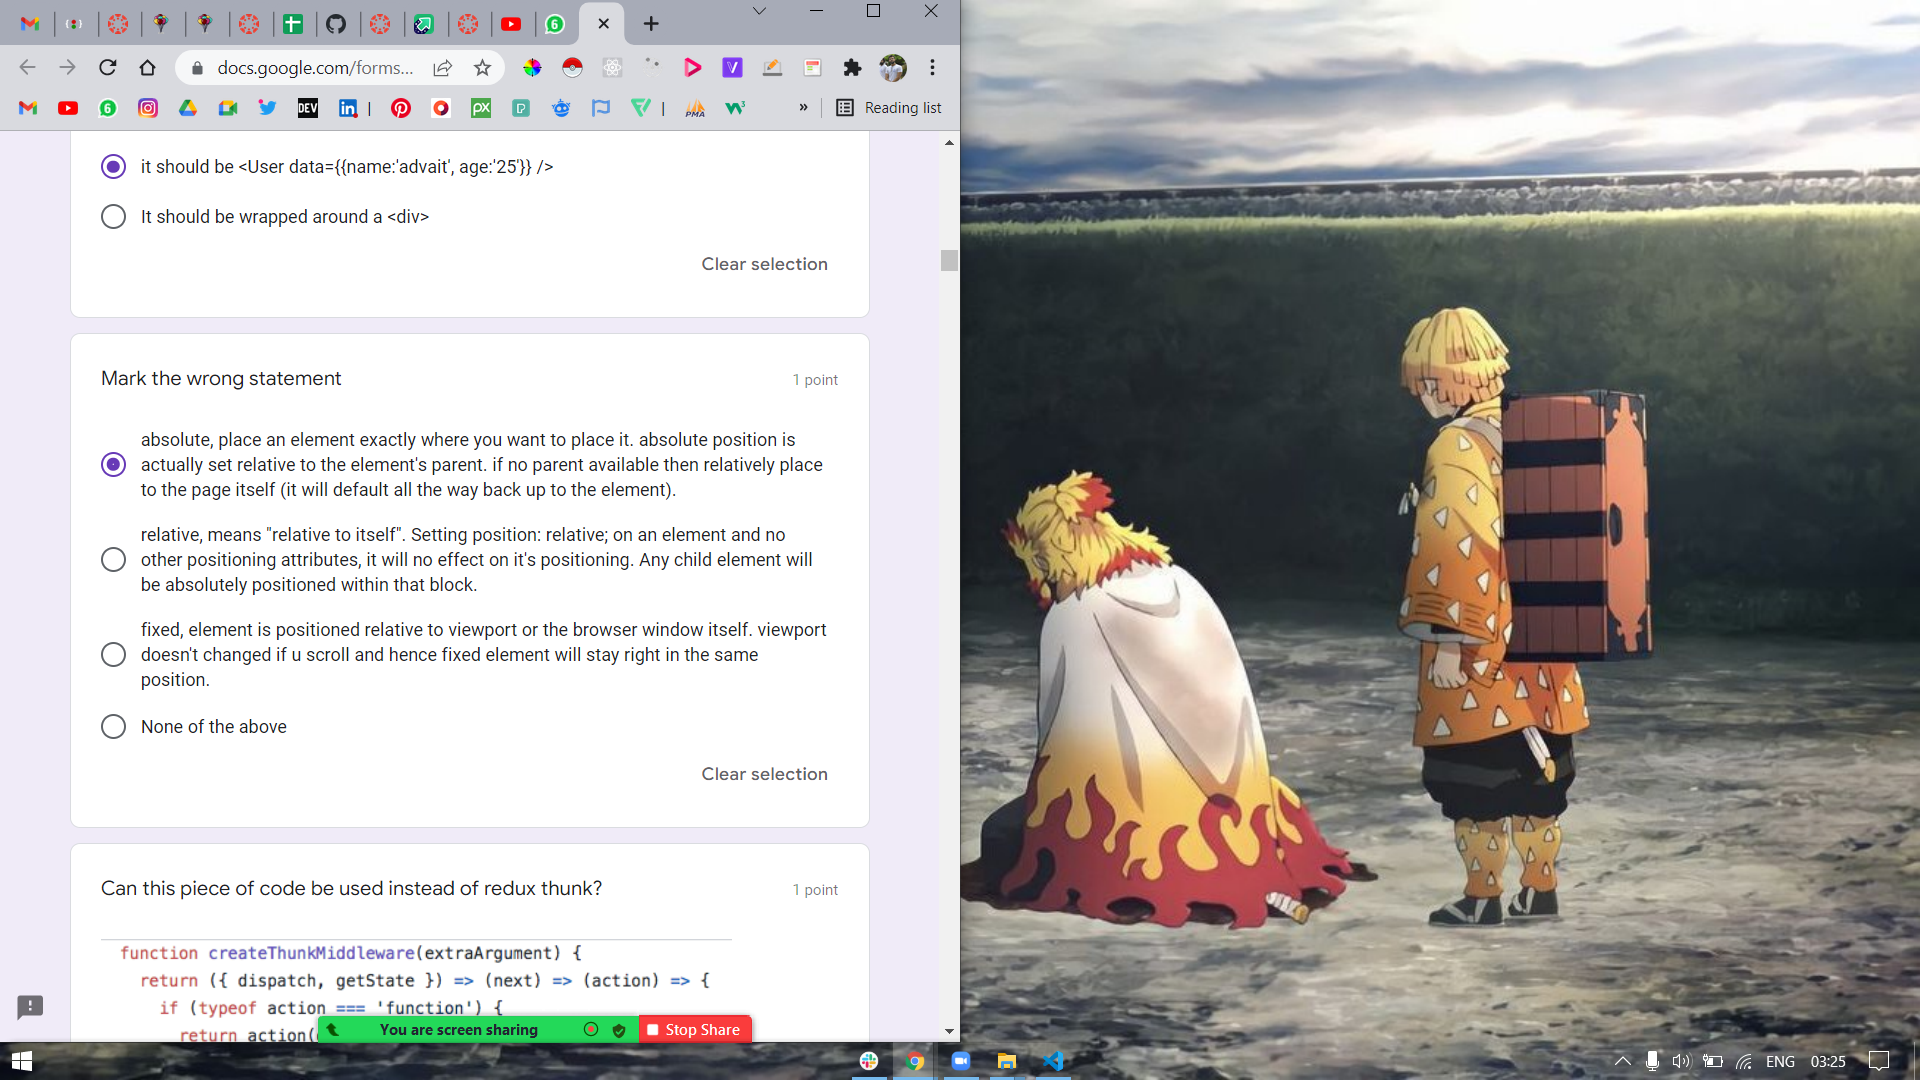 6
docs.google.com/forms...
6
DEV
in
|
px
|
PMA
w3
»
Reading list
it should be <User data={{name:'advait', age:'25'}} />
It should be wrapped around a <div>
Clear selection
Mark the wrong statement
1 point
absolute, place an element exactly where you want to place it. absolute position is
actually set relative to the element's parent. if no parent available then relatively place
to the page itself (it will default all the way back up to the element).
relative, means "relative to itself". Setting position: relative; on an element and no
other positioning attributes, it will no effect on it's positioning. Any child element will
be absolutely positioned within that block.
fixed, element is positioned relative to viewport or the browser window itself. viewport
doesn't changed if u scroll and hence fixed element will stay right in the same
position.
None of the above
Clear selection
Can this piece of code be used instead of redux thunk?
1 point
function createThunkMiddleware(extraArgument) {
return ({ dispatch, getState }) => (next) => (action) => {
if (typeof action === 'function') {
return action(
You are screen sharing
Stop Share
ENG
03:25